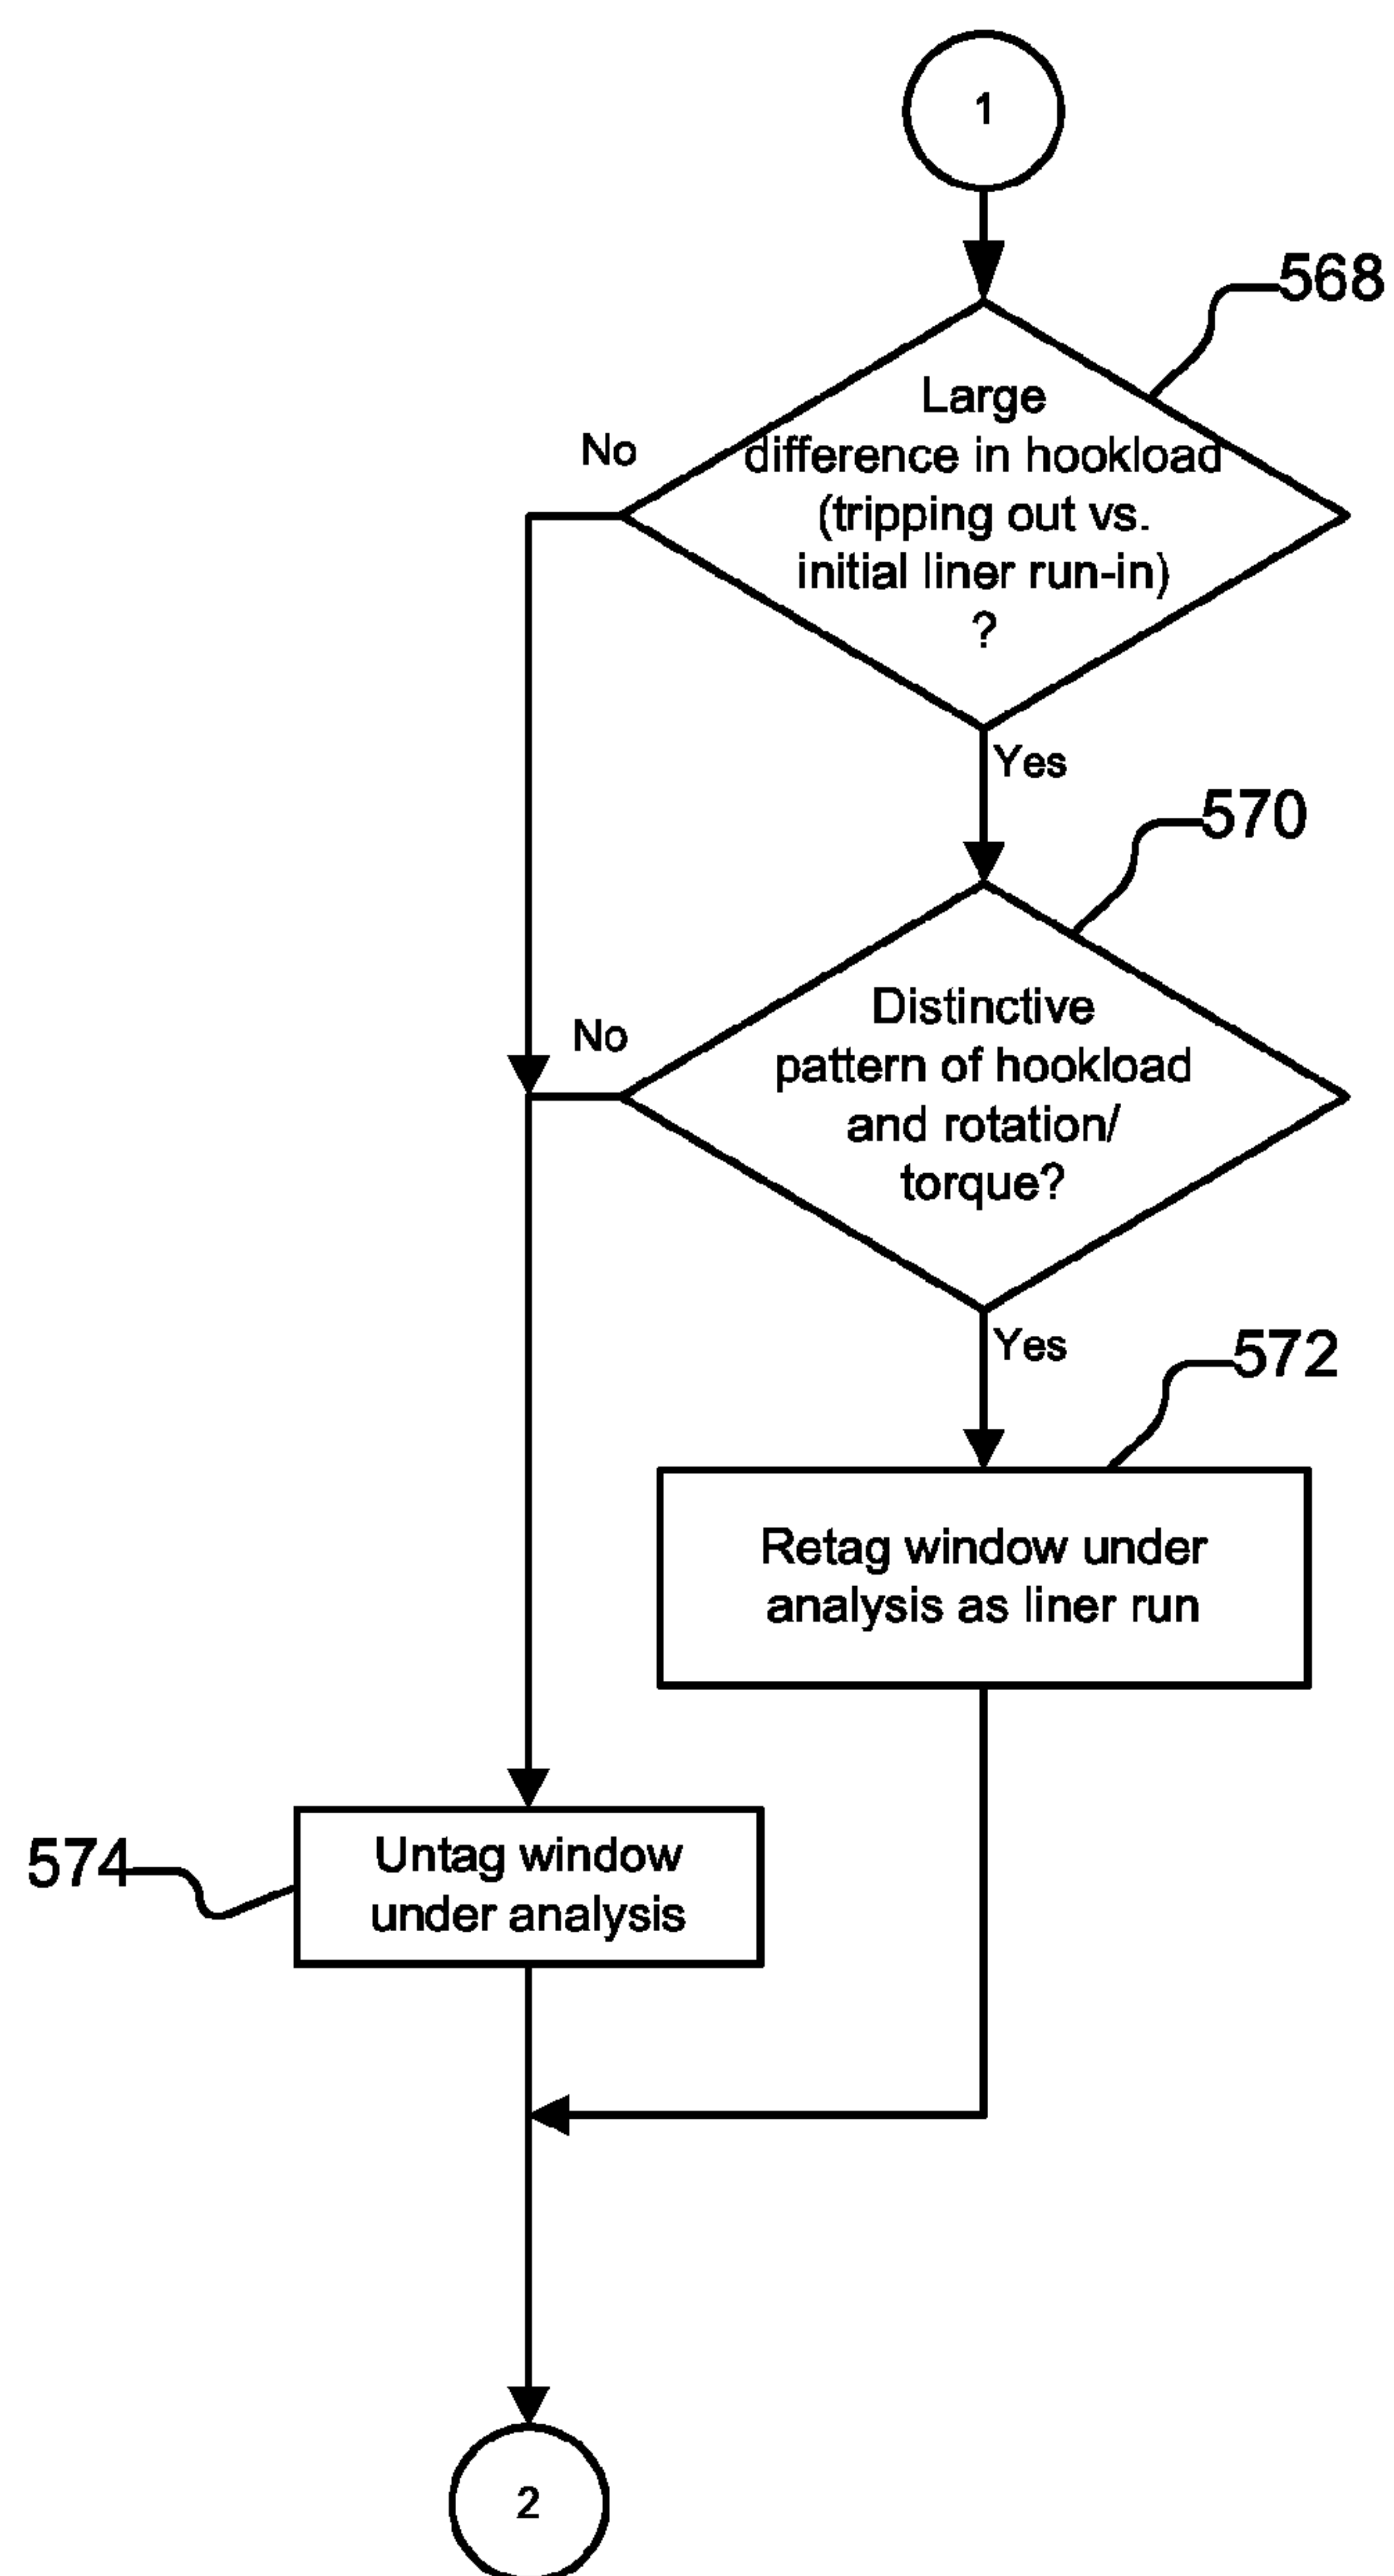 1
568
Large
No
difference in hookload
(tripping out vs.
initial liner run-in)
?
Yes
570
Distinctive
No
pattern of hookload
and rotation/
torque?
Yes
572
Retag window under
analysis as liner run
574
Untag window
under analysis
2